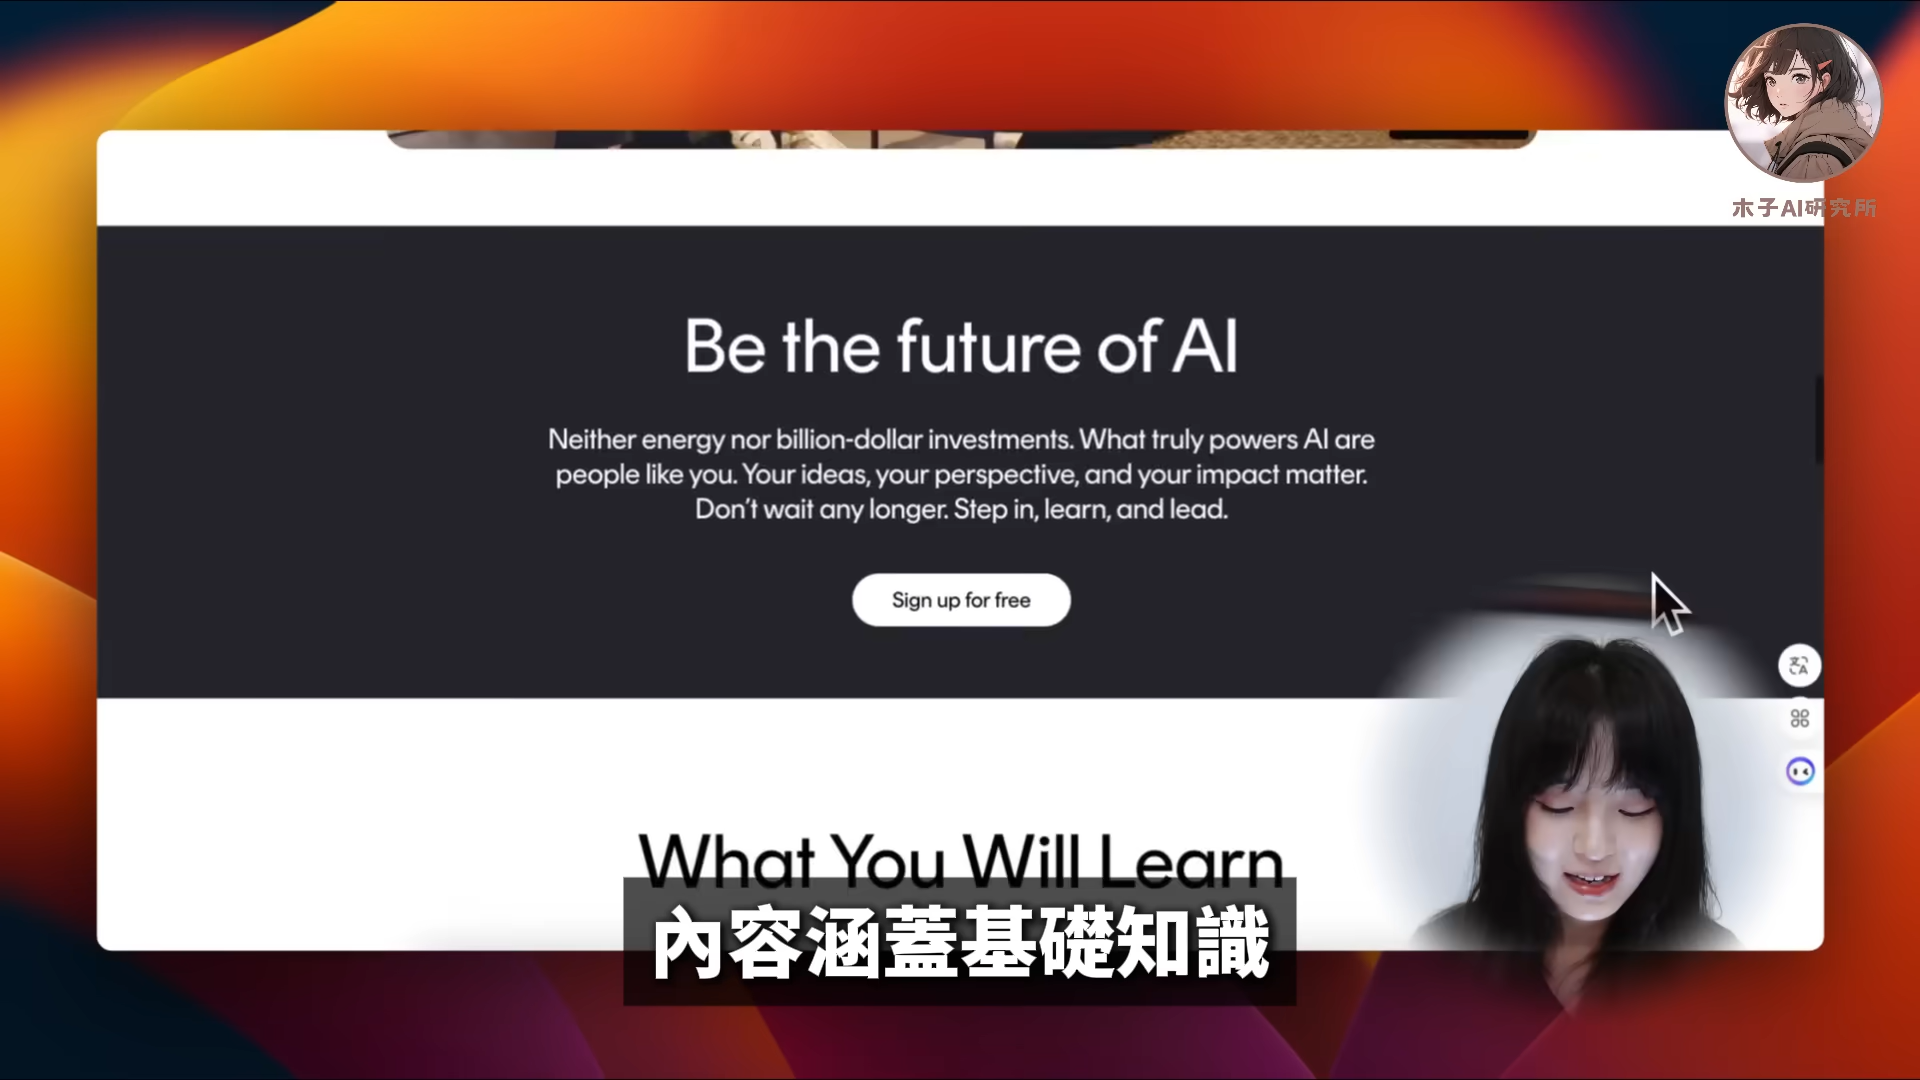 木子AI研究所
Be the future of AI
Neither energy nor billion-dollar investments. What truly powers AI are
people like you. Your ideas, your perspective, and your impact matter.
Don't wait any longer. Step in, learn, and lead.
Sign up for free
What You Will Learn
內容涵蓋基礎知識